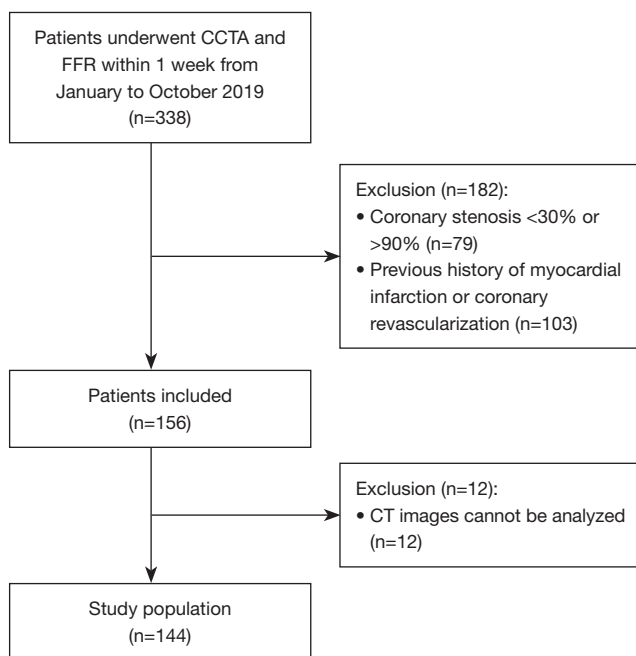 Patients underwent CCTA and
FFR within 1 week from
January to October 2019
(n=338)
Exclusion (n=182):
• Coronary stenosis <30% or
>90% (n=79)
• Previous history of myocardial
infarction or coronary
revascularization (n=103)
Patients included
(n=156)
Exclusion (n=12):
• CT images cannot be analyzed
(n=12)
Study population
(n=144)